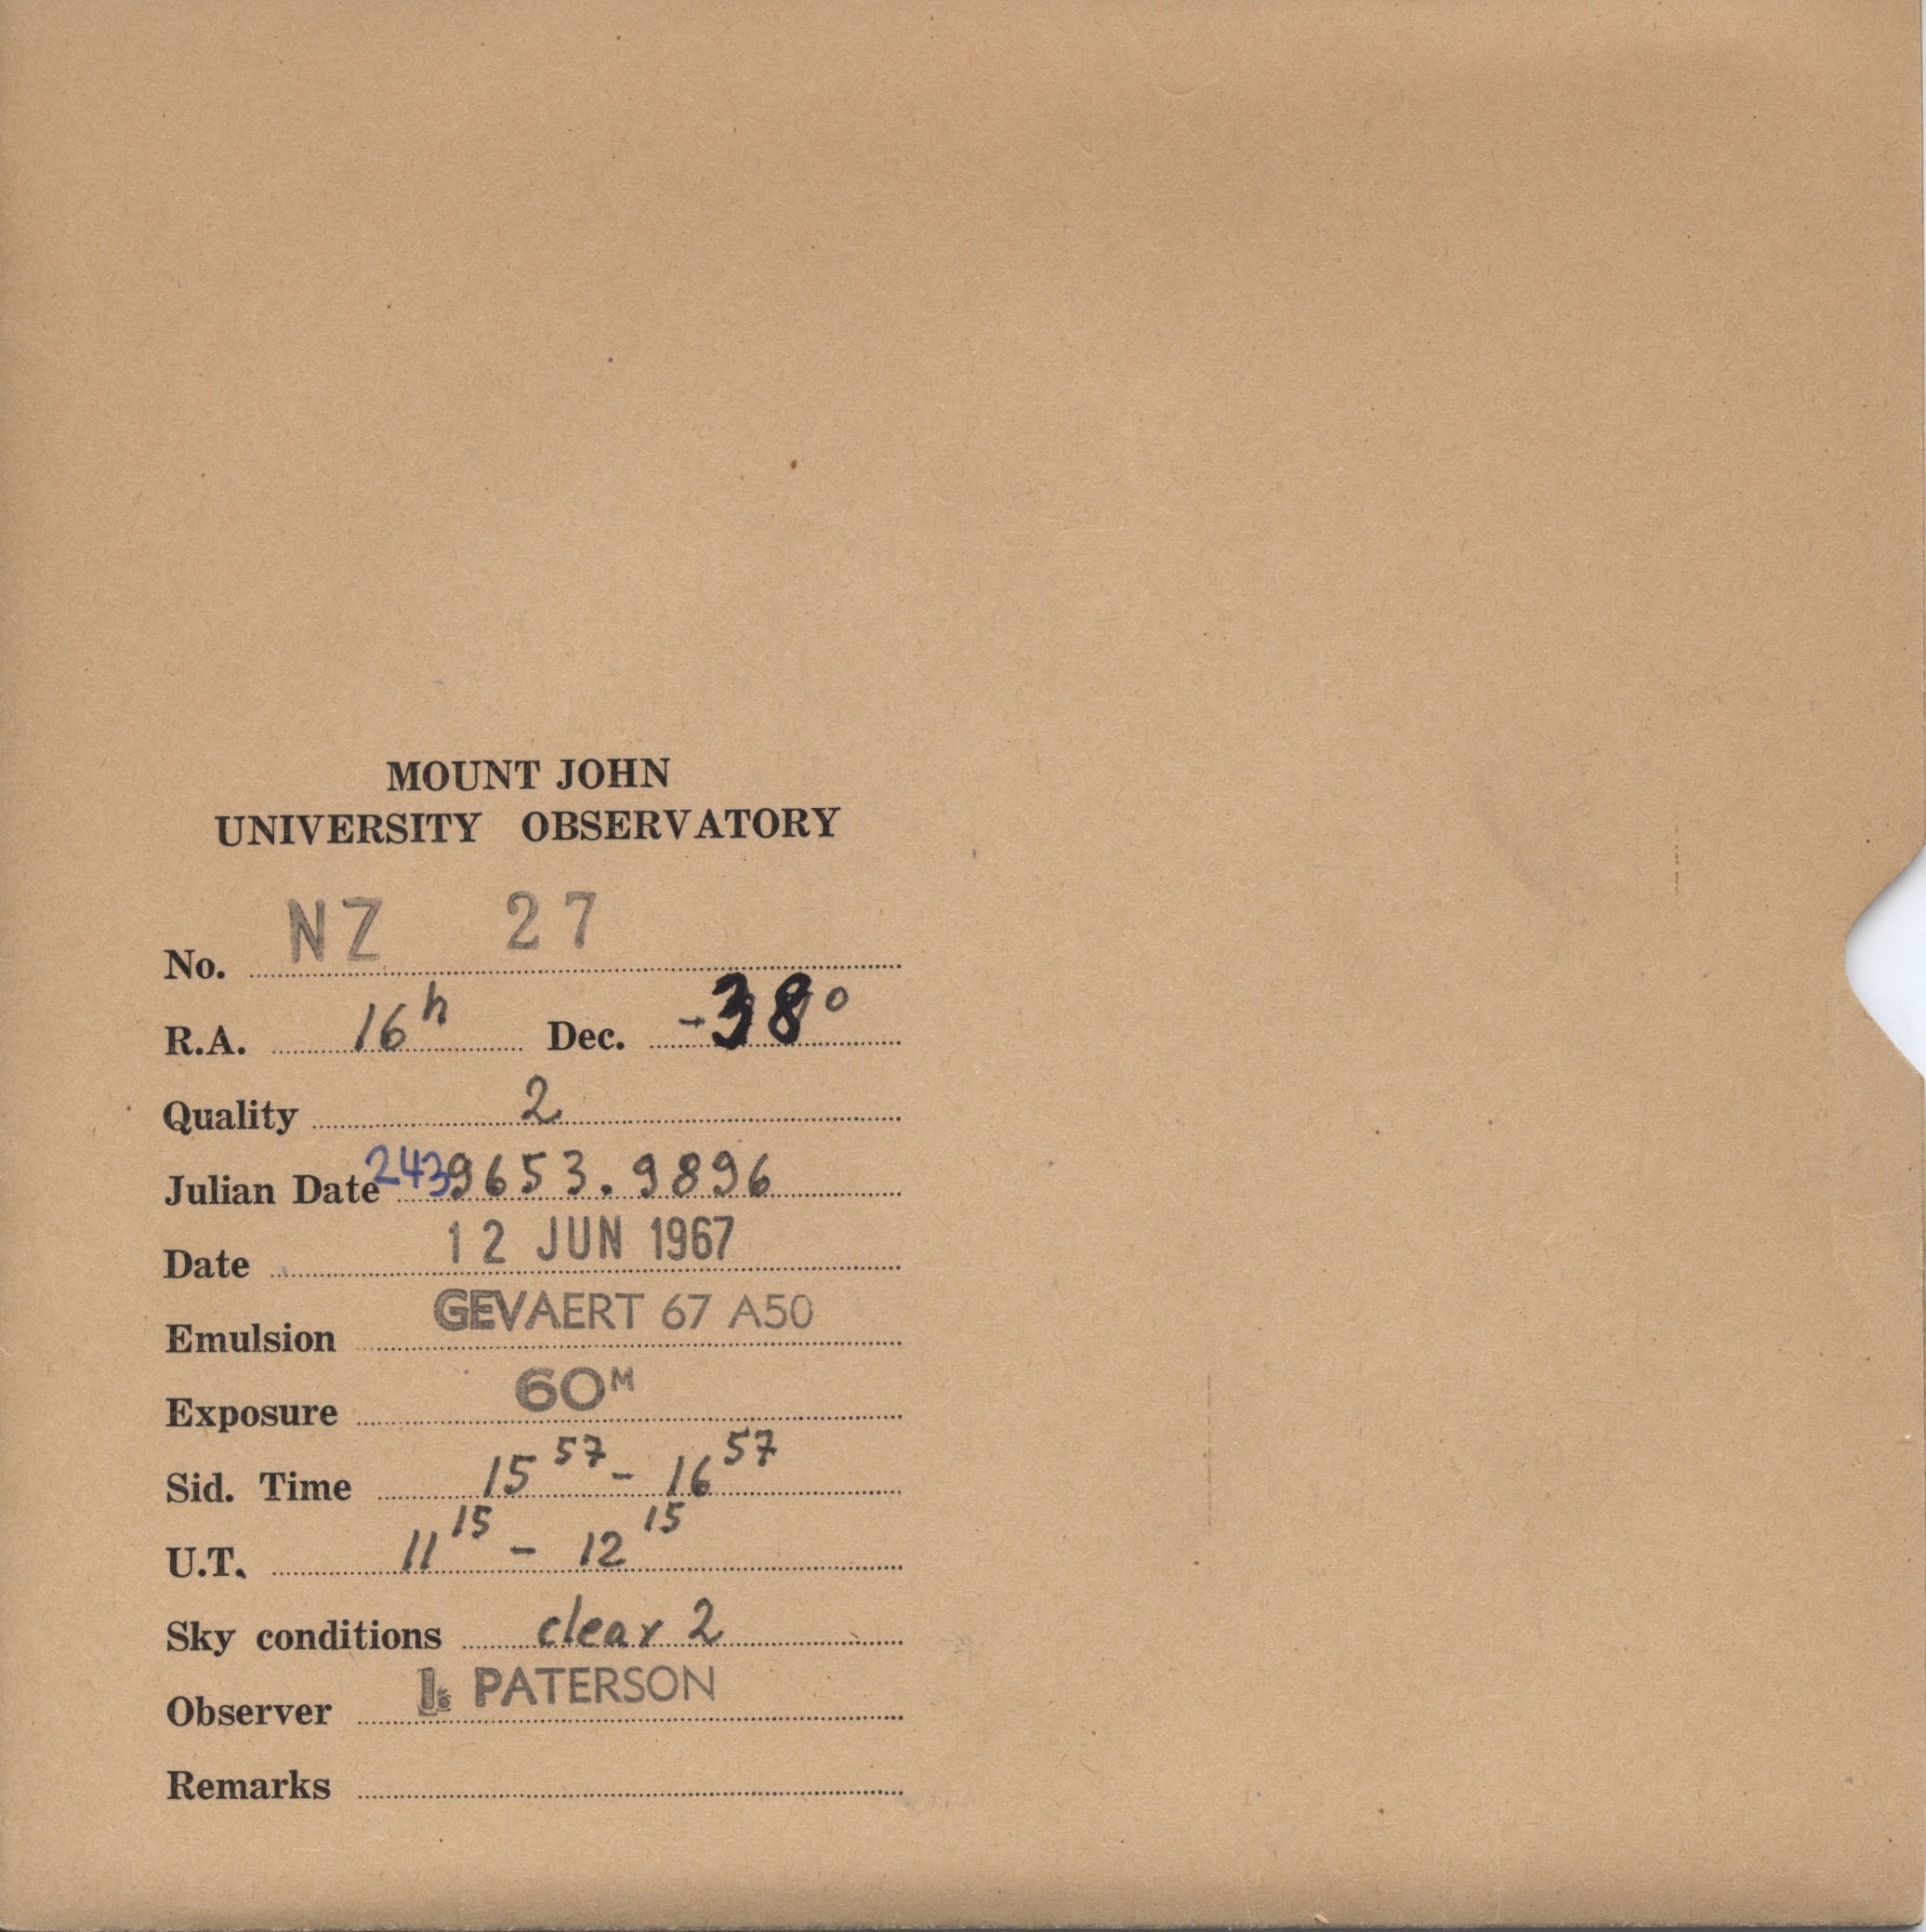 MOUNT JOHN
UNIVERSITY OBSERVATORY
No. NZ 27
R.A. 16h Dec. -38°
Quality 2
Julian Date 2439653.9896
Date 12 JUN 1967
Emulsion GEVAERT 67 A50
Exposure 60M
Sid. Time 15 57 - 16 57
U.T. 11 15 - 12 15
Sky conditions clear 2
Observer PATERSON
Remarks